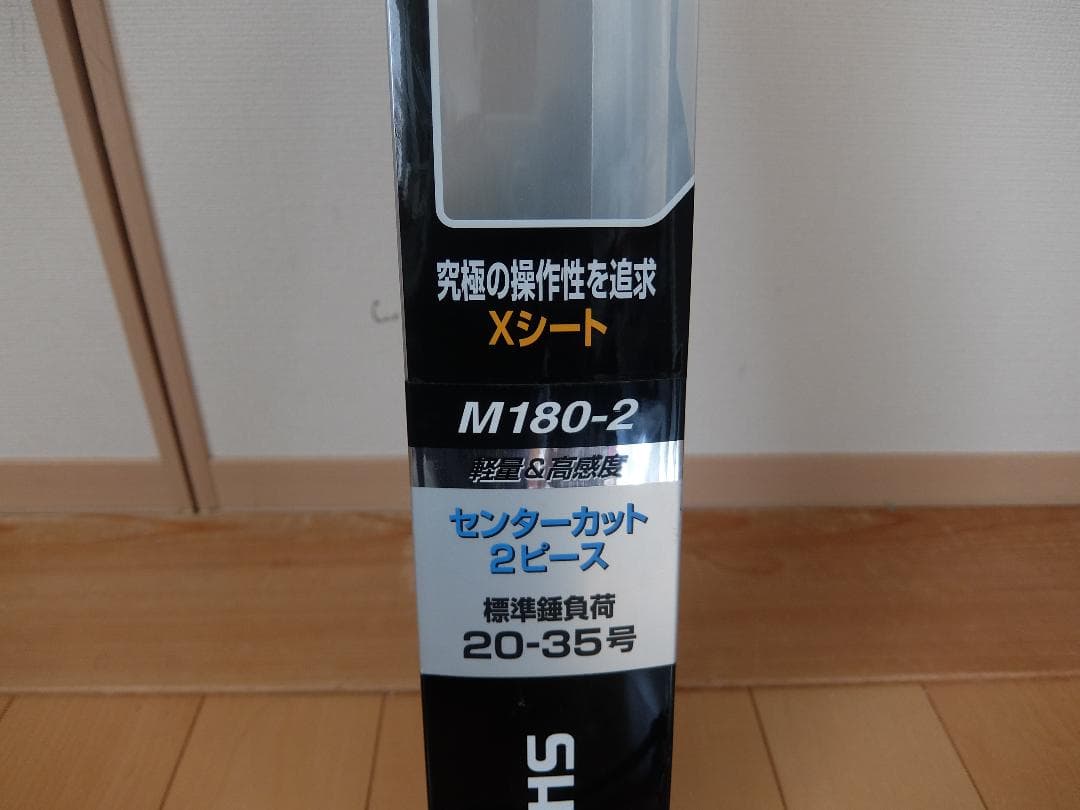 究極の操作性を追求
Xシート
M180-2
軽量&高感度
センターカット
2ピース
標準錘負荷
20-35号
SH